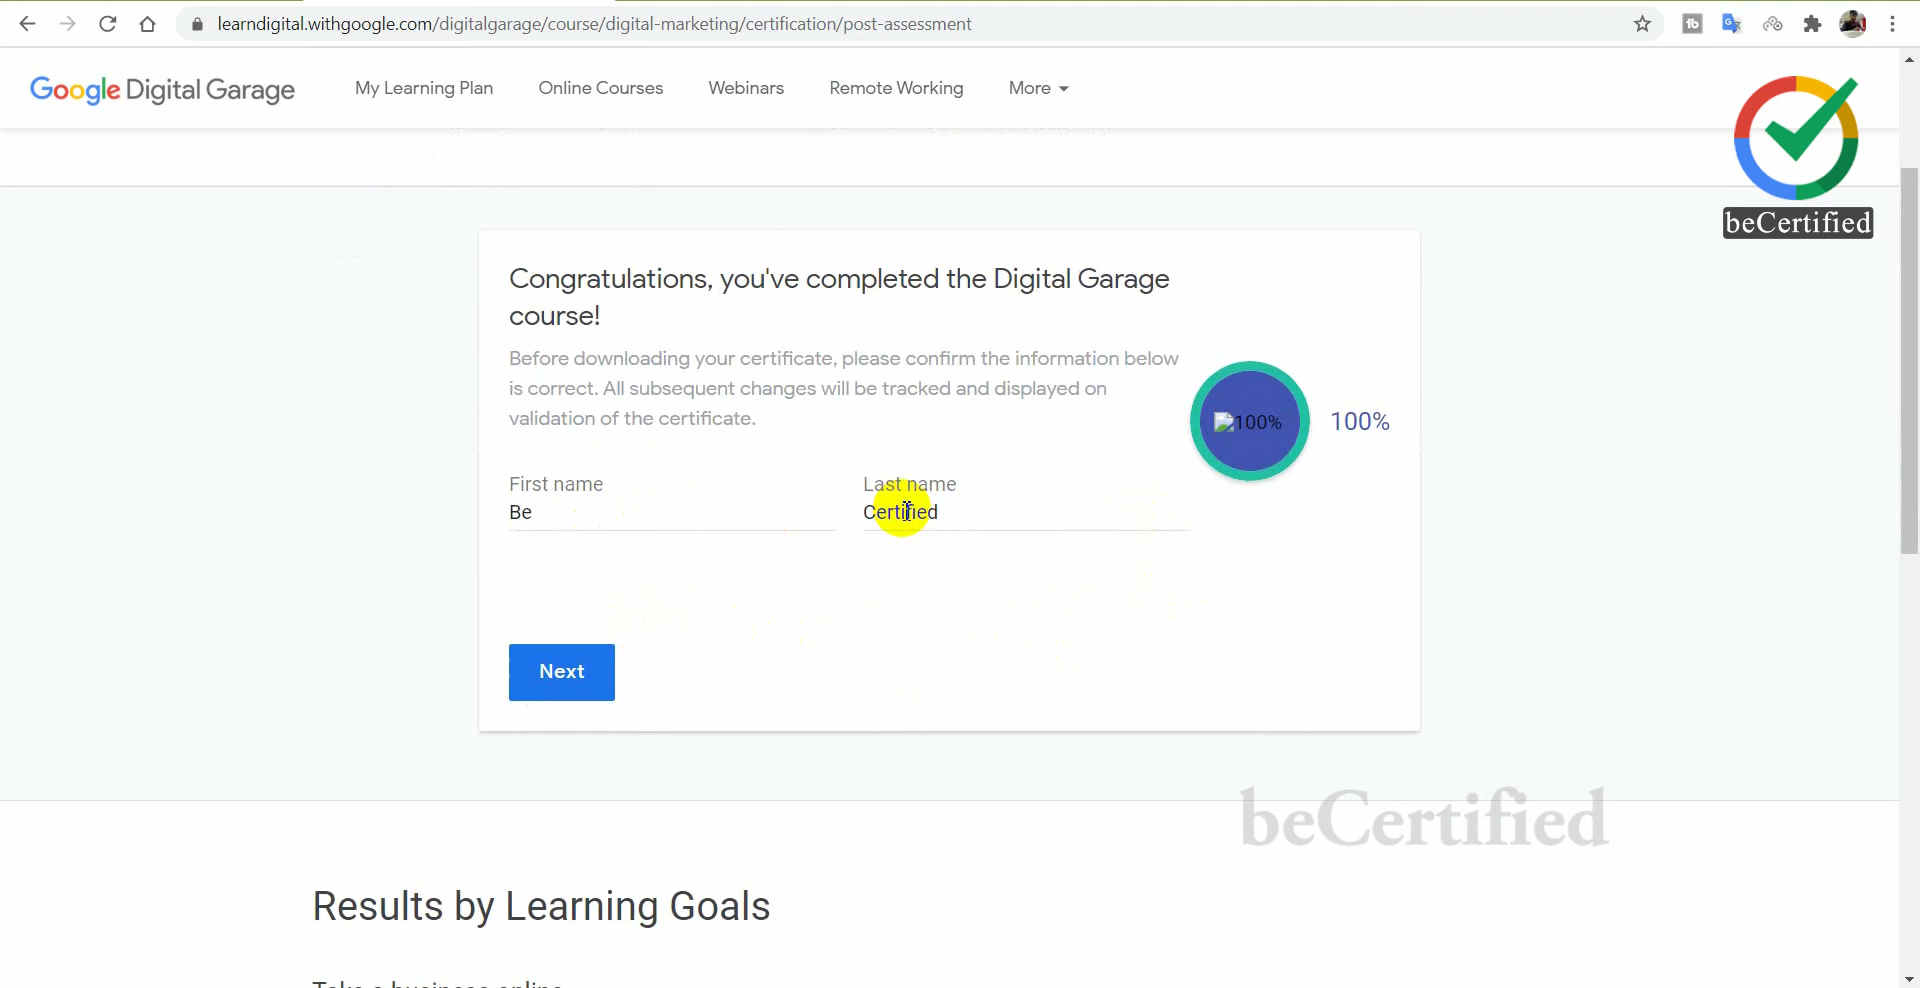 learndigital.withgoogle.com/digitalgarage/course/digital-marketing/certification/post-assessment
Google Digital Garage
My Learning Plan
Online Courses
Webinars
Remote Working
More
beCertified
Congratulations, you've completed the Digital Garage
course!
Before downloading your certificate, please confirm the information below
is correct. All subsequent changes will be tracked and displayed on
validation of the certificate.
100%
100%
First name
Last name
Be
Certified
Next
beCertified
Results by Learning Goals
Take a business online